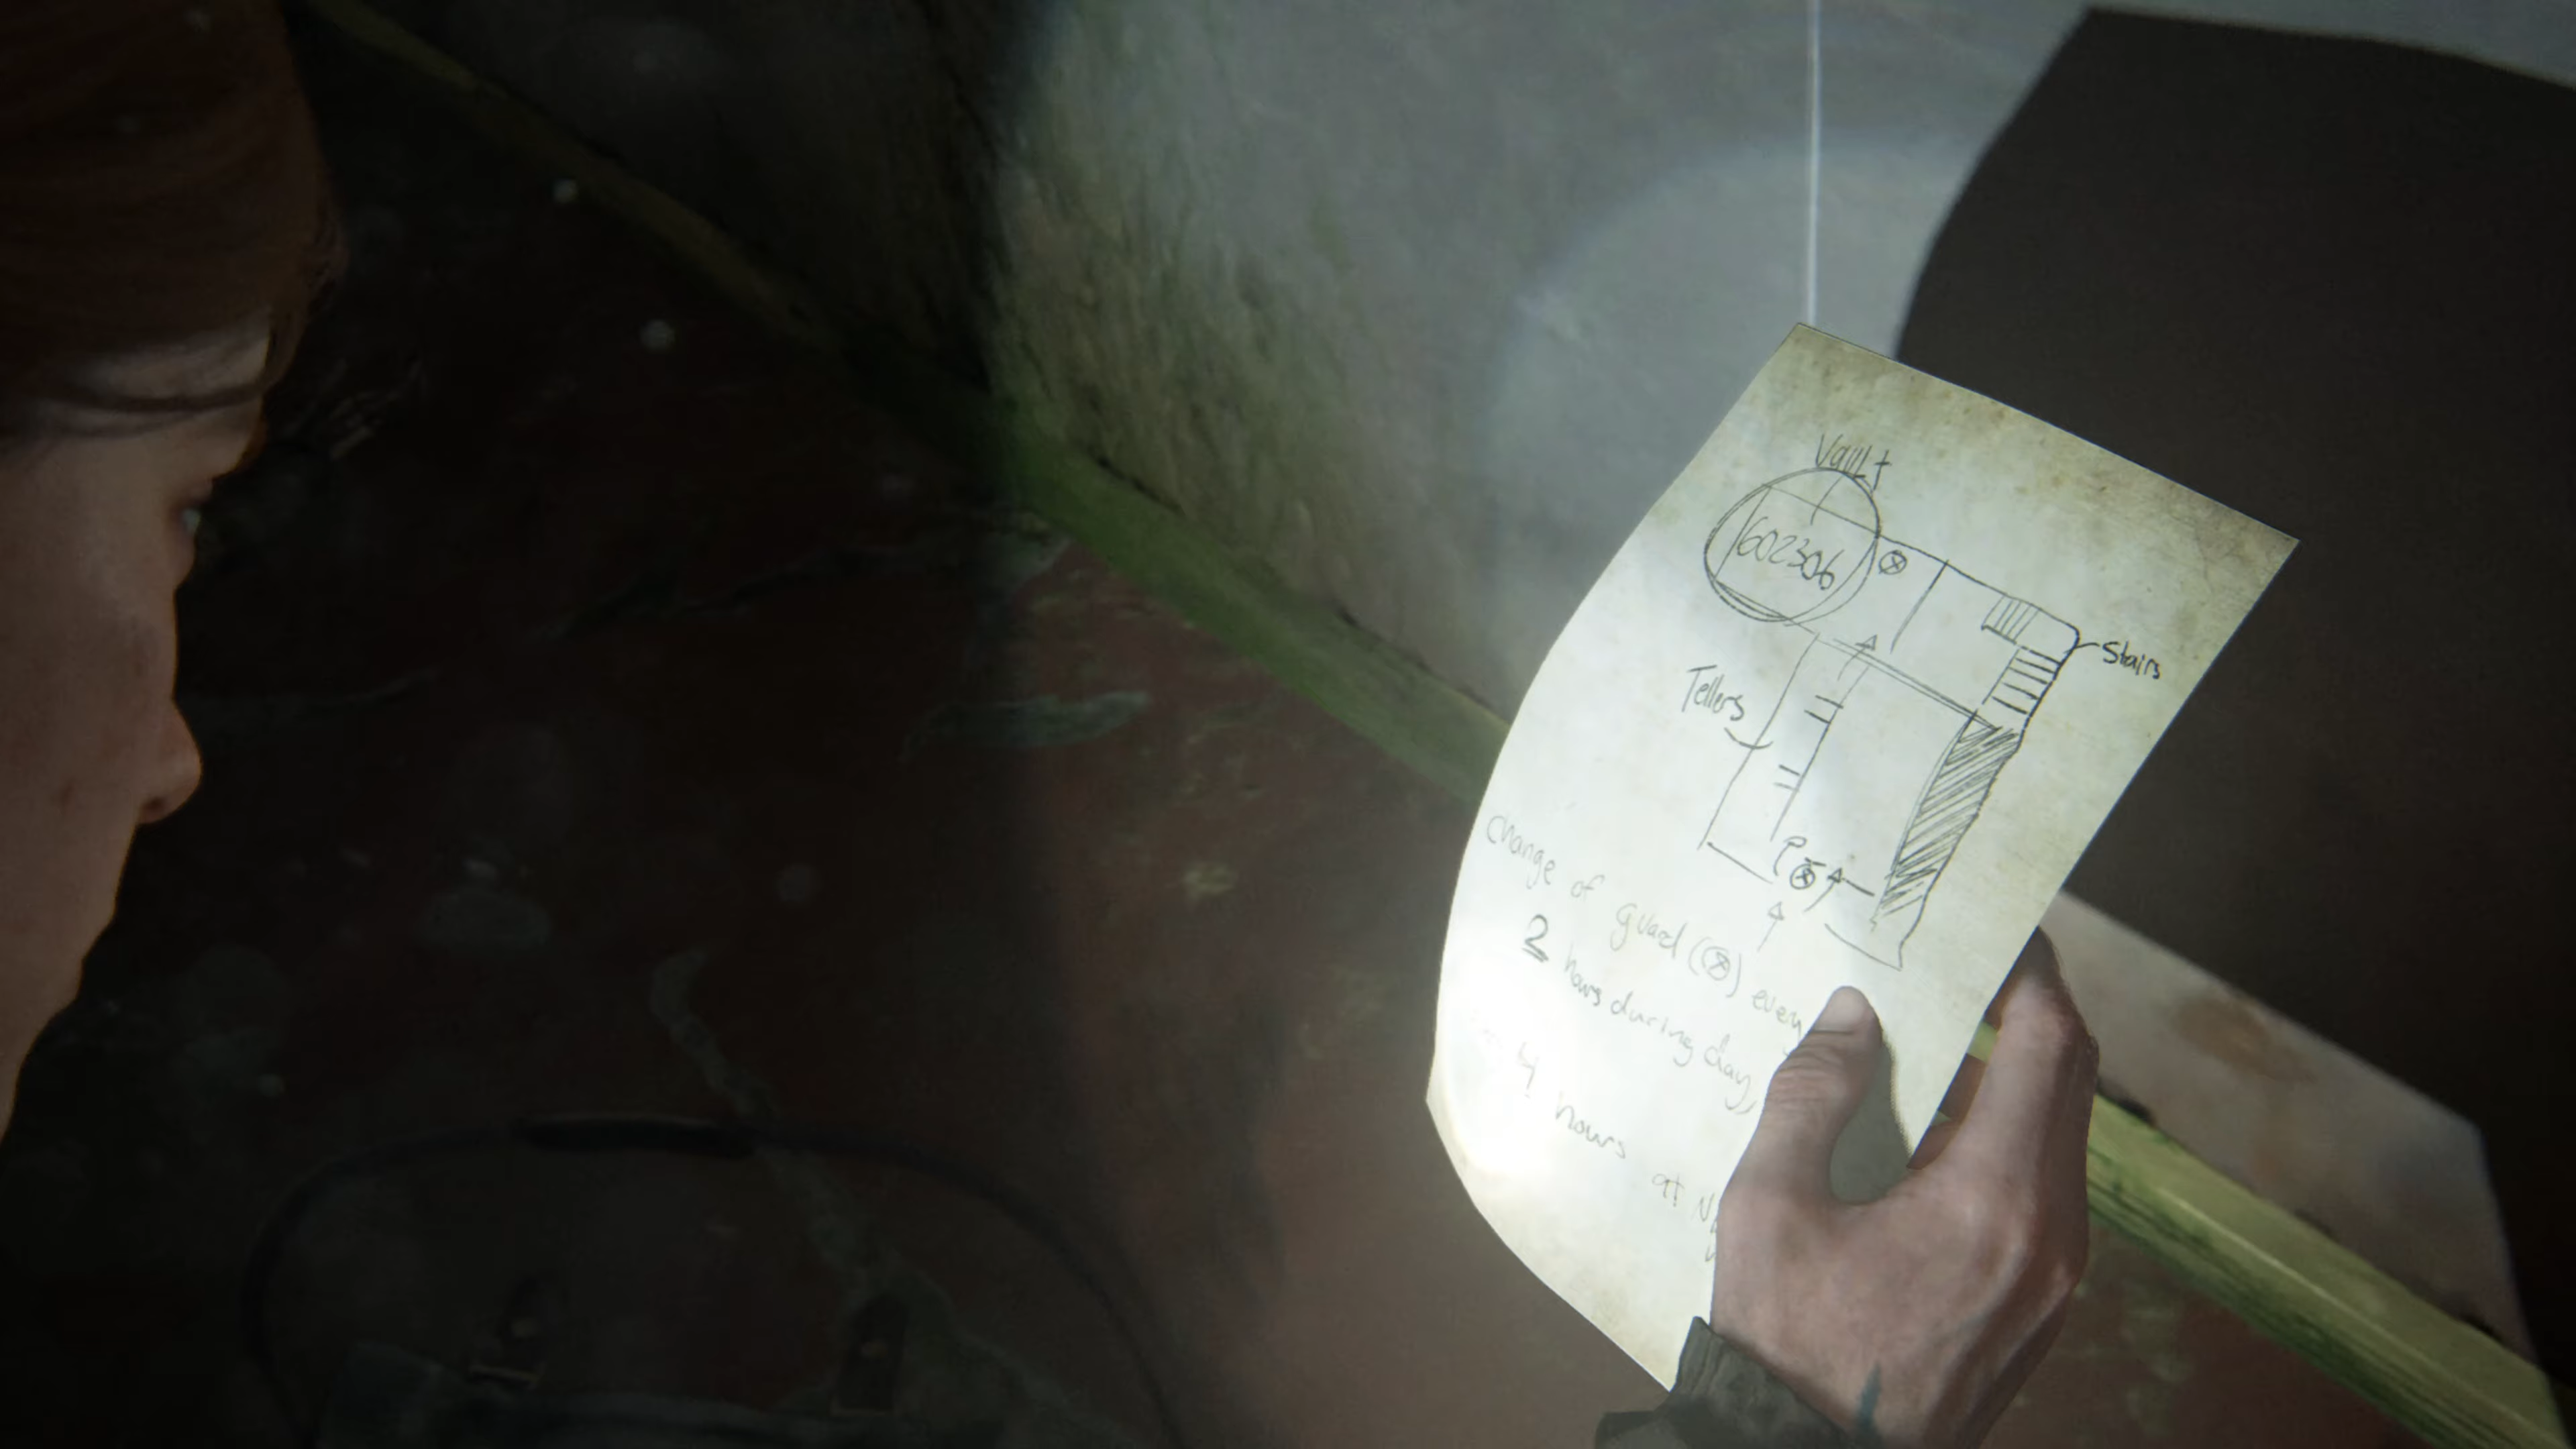 Vault
602306
Stairs
Tellers
change of guard (⊗) every
2 hours during day,
4 hours at